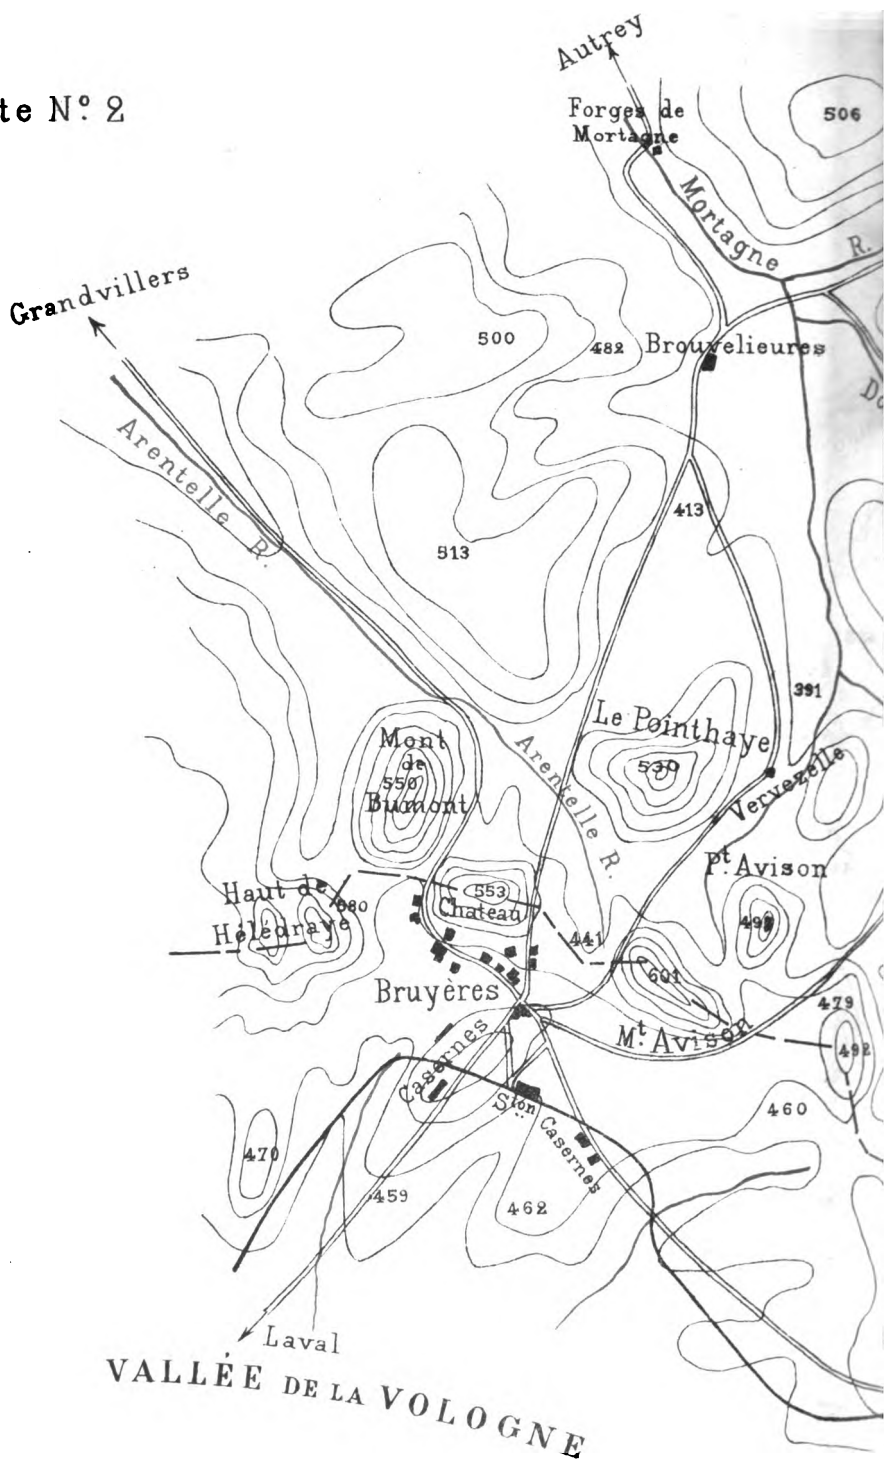 te Nº 2
Autrey
Forges de
Mortagne
506
Mortagne R.
Grandvillers
500
482
Brouvelieures
Do
Arentelle R.
413
513
391
Le Pointhaye
530
Mont
de
550
Bumont
Arentelle R.
Vervezelle
Pt. Avison
Haut de
Hélédraye
580
553
Chateau
441
601
Bruyères
479
Mt. Avison
492
Casernes
Ston
Casernes
460
470
459
462
Laval
VALLÉE DE LA VOLOGNE